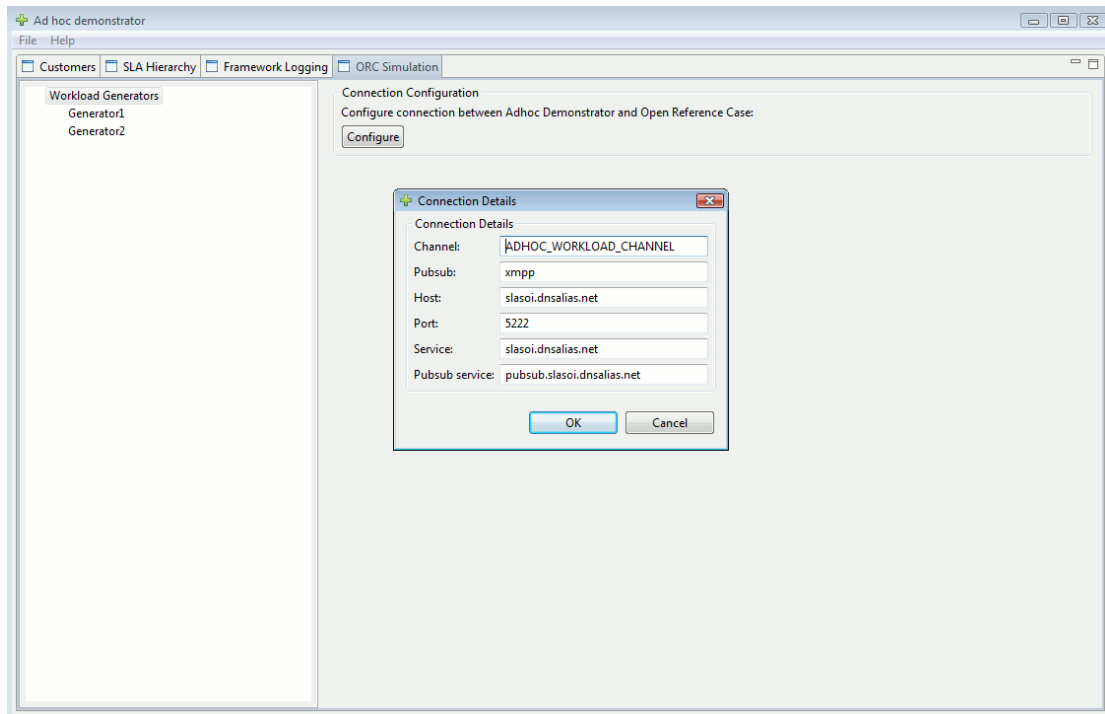 Ad hoc demonstrator
File Help
Customers SLA Hierarchy Framework Logging ORC Simulation
Workload Generators
Generator1
Generator2
Connection Configuration
Configure connection between Adhoc Demonstrator and Open Reference Case:
Configure
Connection Details
Connection Details
Channel: ADHOC_WORKLOAD_CHANNEL
Pubsub: xmpp
Host: slasoi.dnsalias.net
Port: 5222
Service: slasoi.dnsalias.net
Pubsub service: pubsub.slasoi.dnsalias.net
OK Cancel